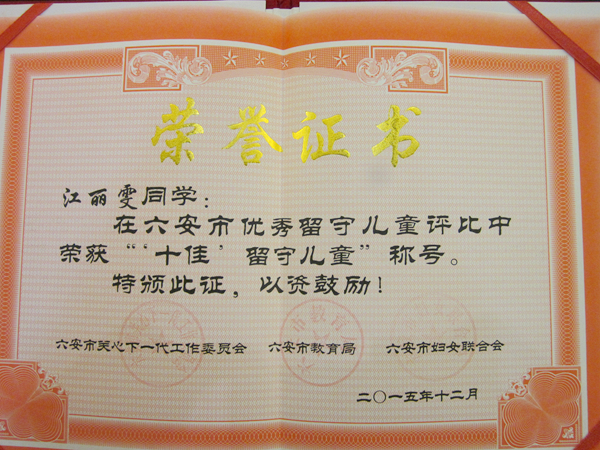 荣誉证书
江丽雯同学：
在六安市优秀留守儿童评比中
荣获“‘十佳’留守儿童”称号。
特颁此证，以资鼓励！
六安市关心下一代工作委员会 六安市教育局 六安市妇女联合会
二〇一五年十二月